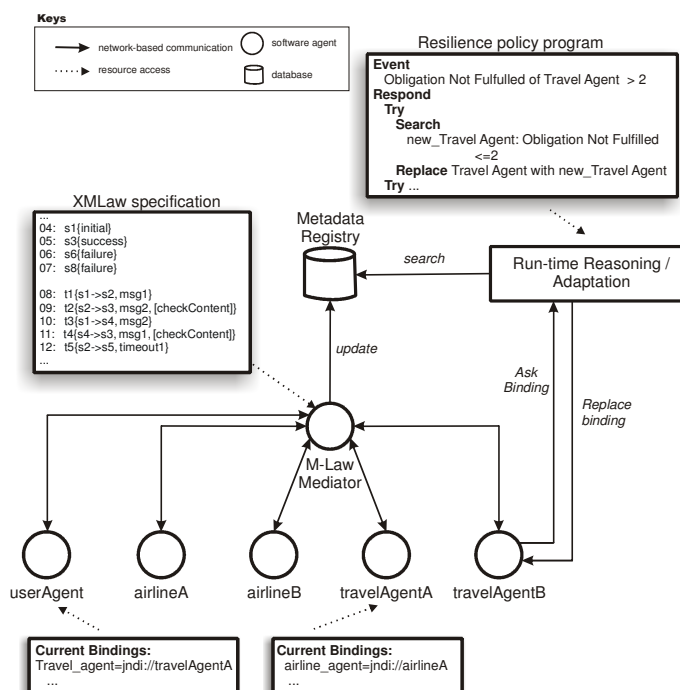 Keys
network-based communication
software agent
resource access
database
Resilience policy program
Event
Obligation Not Fulfulled of Travel Agent > 2
Respond
Try
Search
new_Travel Agent: Obligation Not Fulfilled
<=2
Replace Travel Agent with new_Travel Agent
Try ...
XMLaw specification
...
04: s1{initial}
05: s3{success}
06: s6{failure}
07: s8{failure}
08: t1{s1->s2, msg1}
09: t2{s2->s3, msg2, [checkContent]}
10: t3{s1->s4, msg2}
11: t4{s4->s3, msg1, [checkContent]}
12: t5{s2->s5, timeout1}
...
Metadata
Registry
search
Run-time Reasoning /
Adaptation
update
Ask
Binding
Replace
binding
M-Law
Mediator
userAgent
airlineA
airlineB
travelAgentA
travelAgentB
Current Bindings:
Travel_agent=jndi://travelAgentA
...
Current Bindings:
airline_agent=jndi://airlineA
...